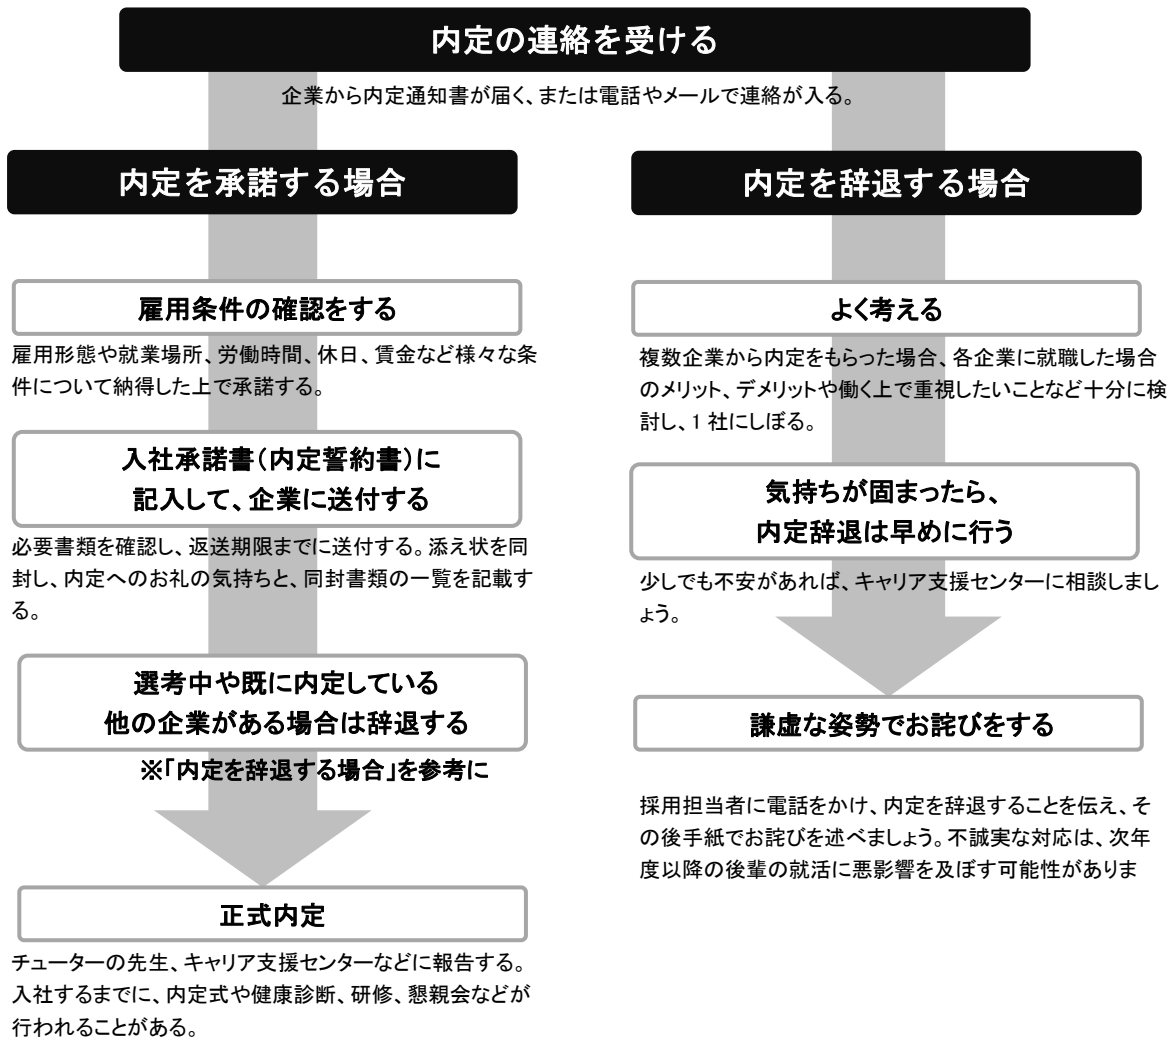 内定の連絡を受ける
企業から内定通知書が届く、または電話やメールで連絡が入る。
内定を承諾する場合
雇用条件の確認をする
雇用形態や就業場所、労働時間、休日、賃金など様々な条
件について納得した上で承諾する。
入社承諾書（内定誓約書）に
記入して、企業に送付する
必要書類を確認し、返送期限までに送付する。添え状を同
封し、内定へのお礼の気持ちと、同封書類の一覧を記載す
る。
選考中や既に内定している
他の企業がある場合は辞退する
※「内定を辞退する場合」を参考に
正式内定
チューターの先生、キャリア支援センターなどに報告する。
入社するまでに、内定式や健康診断、研修、懇親会などが
行われることがある。
内定を辞退する場合
よく考える
複数企業から内定をもらった場合、各企業に就職した場合
のメリット、デメリットや働く上で重視したいことなど十分に検
討し、1 社にしぼる。
気持ちが固まったら、
内定辞退は早めに行う
少しでも不安があれば、キャリア支援センターに相談しまし
ょう。
謙虚な姿勢でお詫びをする
採用担当者に電話をかけ、内定を辞退することを伝え、そ
の後手紙でお詫びを述べましょう。不誠実な対応は、次年
度以降の後輩の就活に悪影響を及ぼす可能性がありま